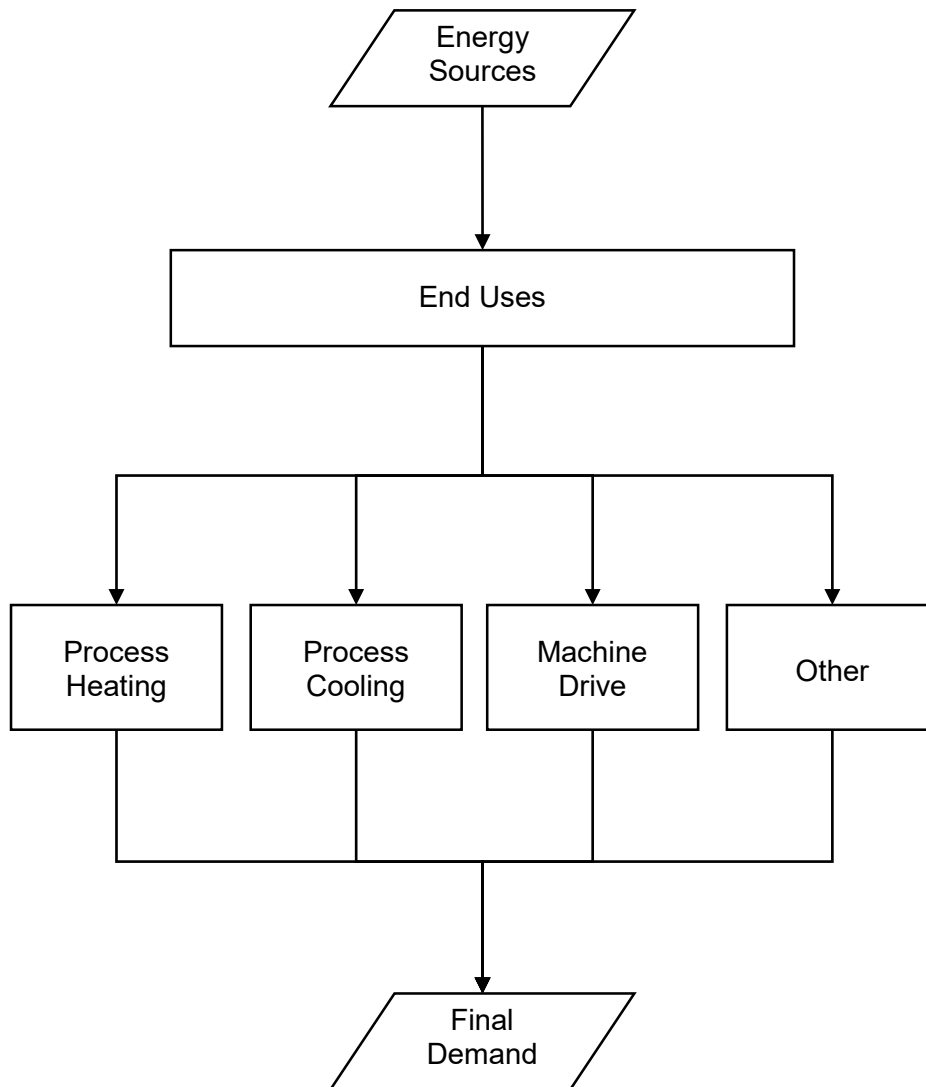 Energy
Sources
End Uses
Process
Heating
Process
Cooling
Machine
Drive
Other
Final
Demand